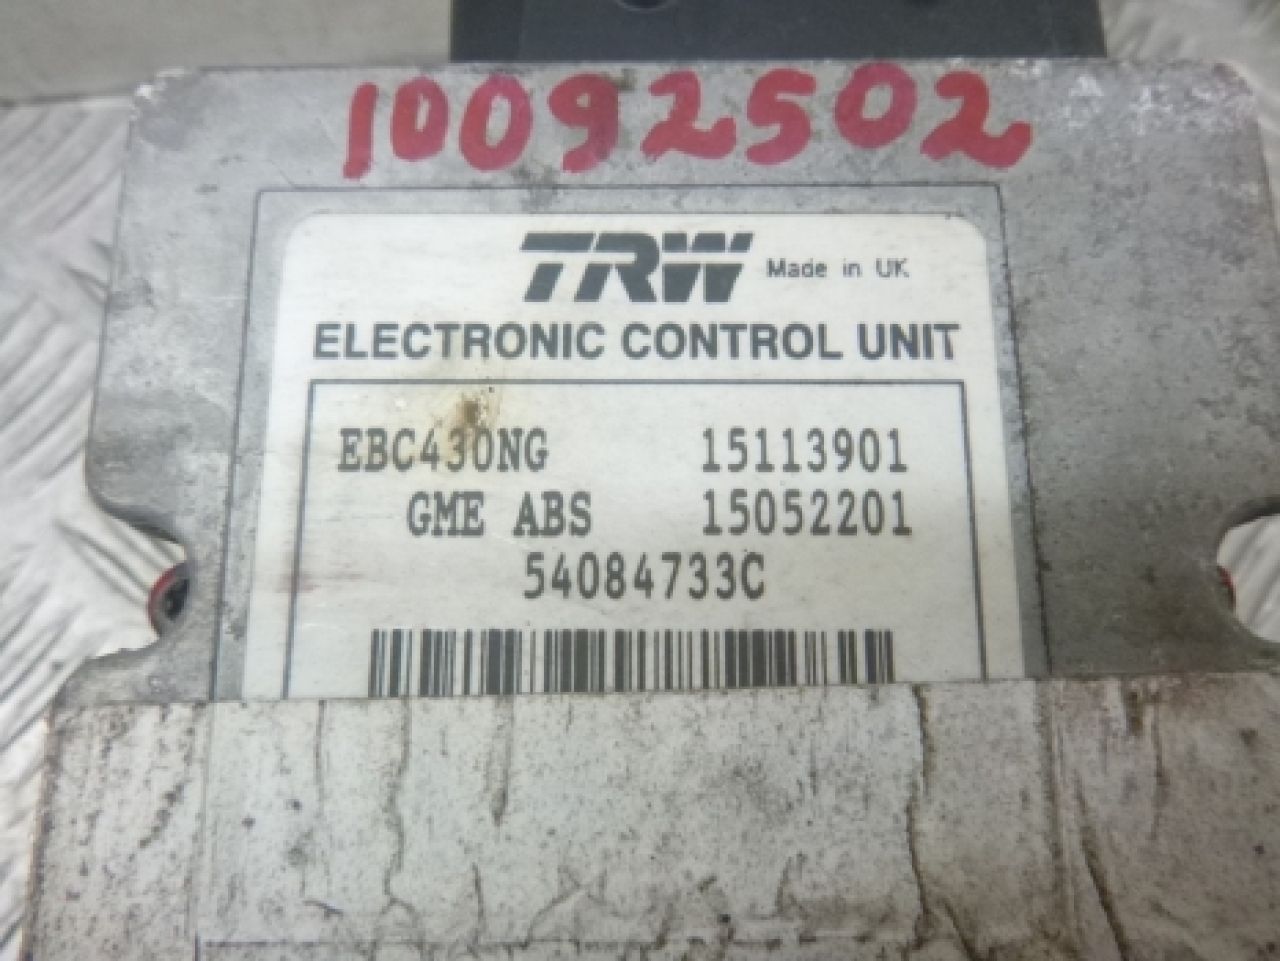 10092502
TRW Made in UK
ELECTRONIC CONTROL UNIT
EBC430NG 15113901
GME ABS 15052201
54084733C